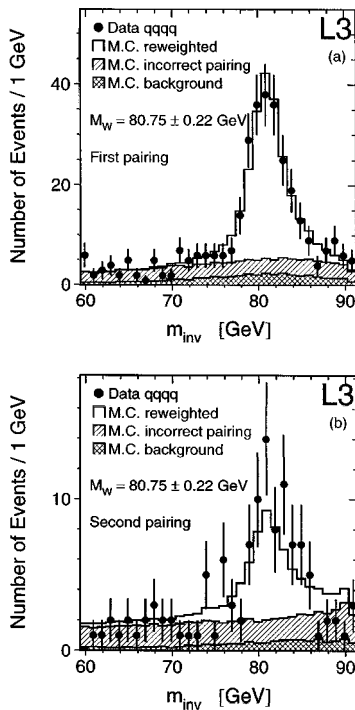 L3
(a)
Data qqqq
M.C. reweighted
M.C. incorrect pairing
M.C. background
M_W = 80.75 ± 0.22 GeV
First pairing
Number of Events / 1 GeV
40
20
0
60 70 80 90
m_inv [GeV]
L3
(b)
Data qqqq
M.C. reweighted
M.C. incorrect pairing
M.C. background
M_W = 80.75 ± 0.22 GeV
Second pairing
Number of Events / 1 GeV
10
0
60 70 80 90
m_inv [GeV]